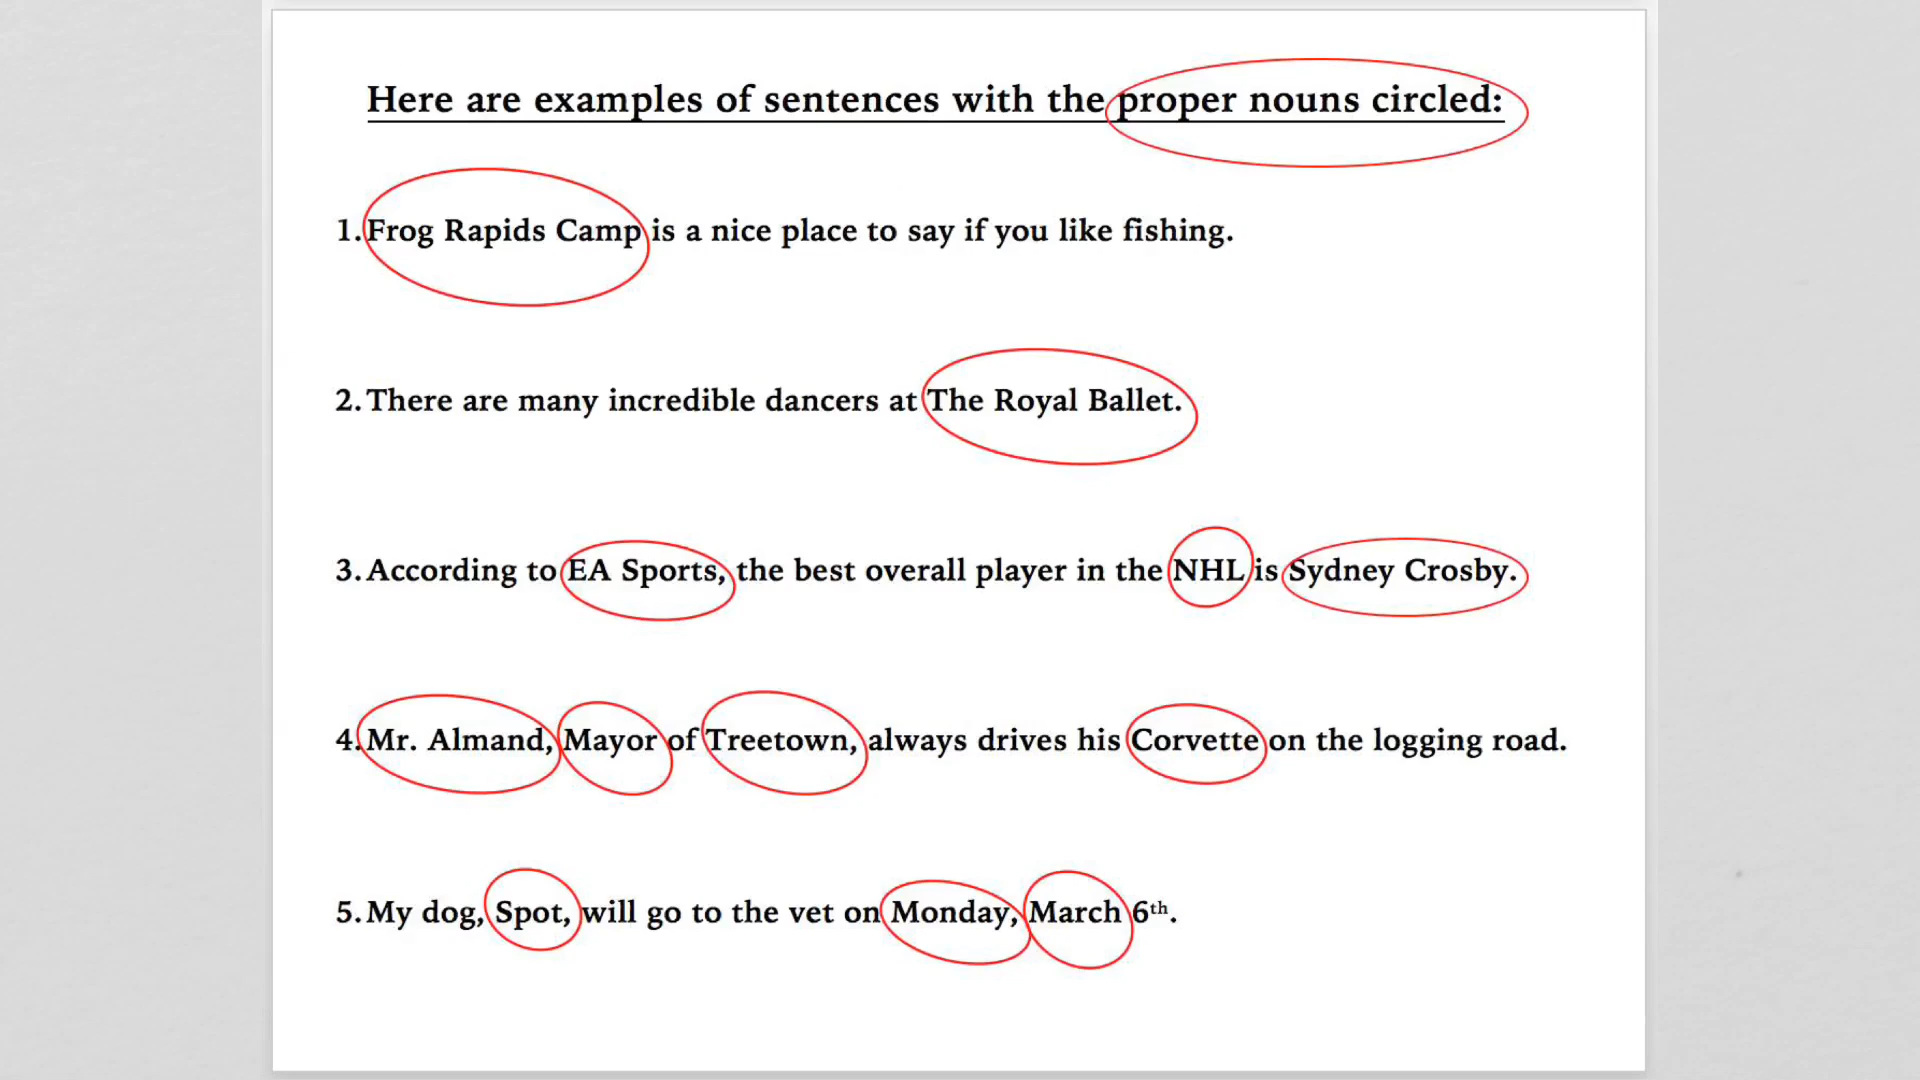 Here are examples of sentences with the proper nouns circled:
1. Frog Rapids Camp is a nice place to say if you like fishing.
2. There are many incredible dancers at The Royal Ballet.
3. According to EA Sports, the best overall player in the NHL is Sydney Crosby.
4. Mr. Almand, Mayor of Treetown, always drives his Corvette on the logging road.
5. My dog, Spot, will go to the vet on Monday, March 6th.